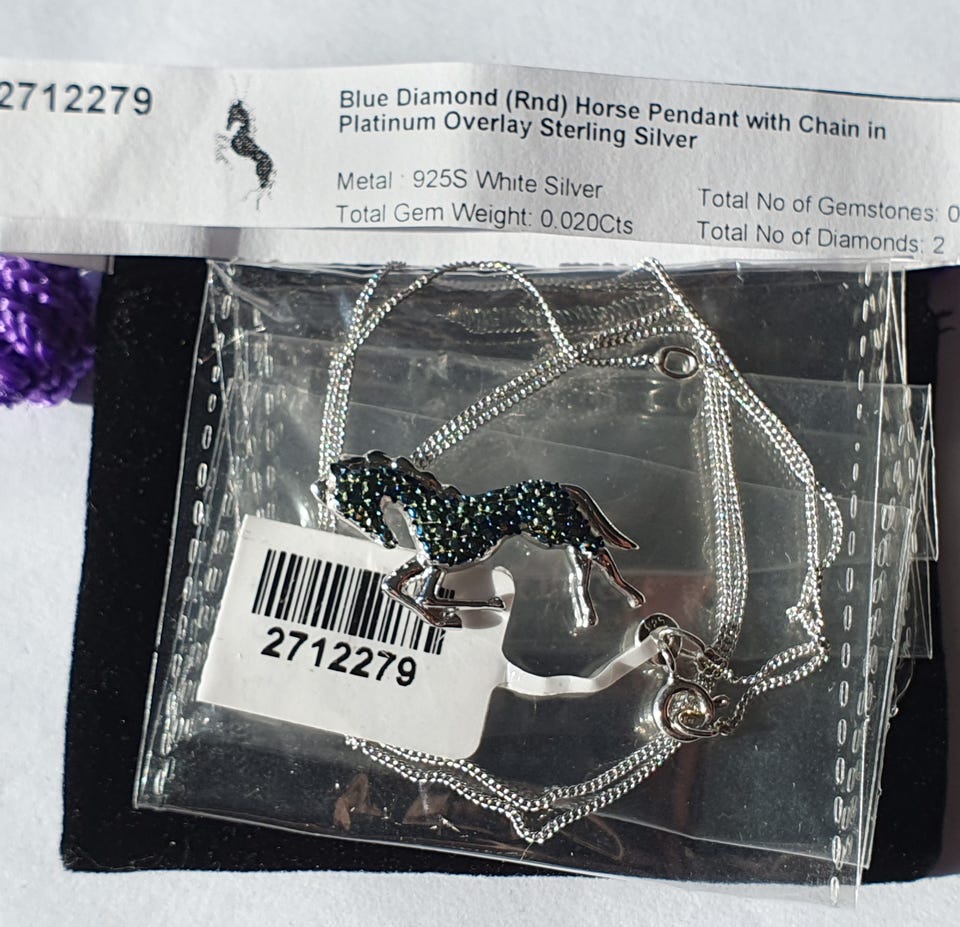 2712279
Blue Diamond (Rnd) Horse Pendant with Chain in
Platinum Overlay Sterling Silver
Metal : 925S White Silver
Total Gem Weight: 0.020Cts
Total No of Gemstones: 0
Total No of Diamonds: 2
2712279